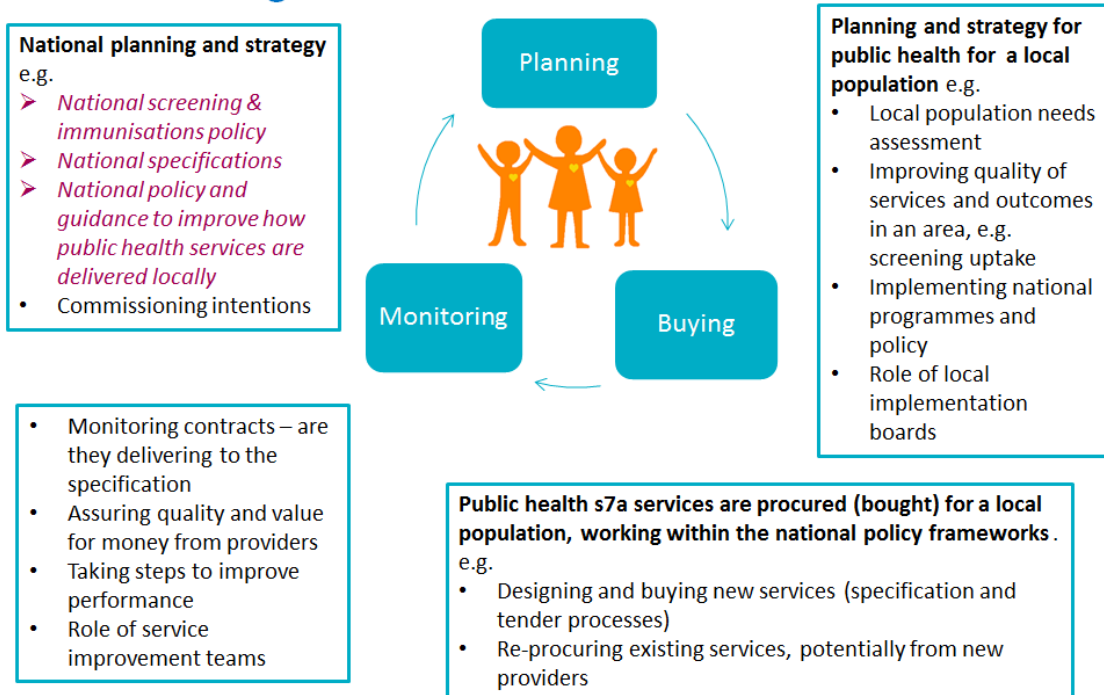 National planning and strategy
e.g.
➢ National screening &
immunisations policy
➢ National specifications
➢ National policy and
guidance to improve how
public health services are
delivered locally
• Commissioning intentions
Planning
Monitoring
Buying
Planning and strategy for
public health for a local
population e.g.
• Local population needs
assessment
• Improving quality of
services and outcomes
in an area, e.g.
screening uptake
• Implementing national
programmes and
policy
• Role of local
implementation
boards
• Monitoring contracts – are
they delivering to the
specification
• Assuring quality and value
for money from providers
• Taking steps to improve
performance
• Role of service
improvement teams
Public health s7a services are procured (bought) for a local
population, working within the national policy frameworks .
e.g.
• Designing and buying new services (specification and
tender processes)
• Re-procuring existing services, potentially from new
providers